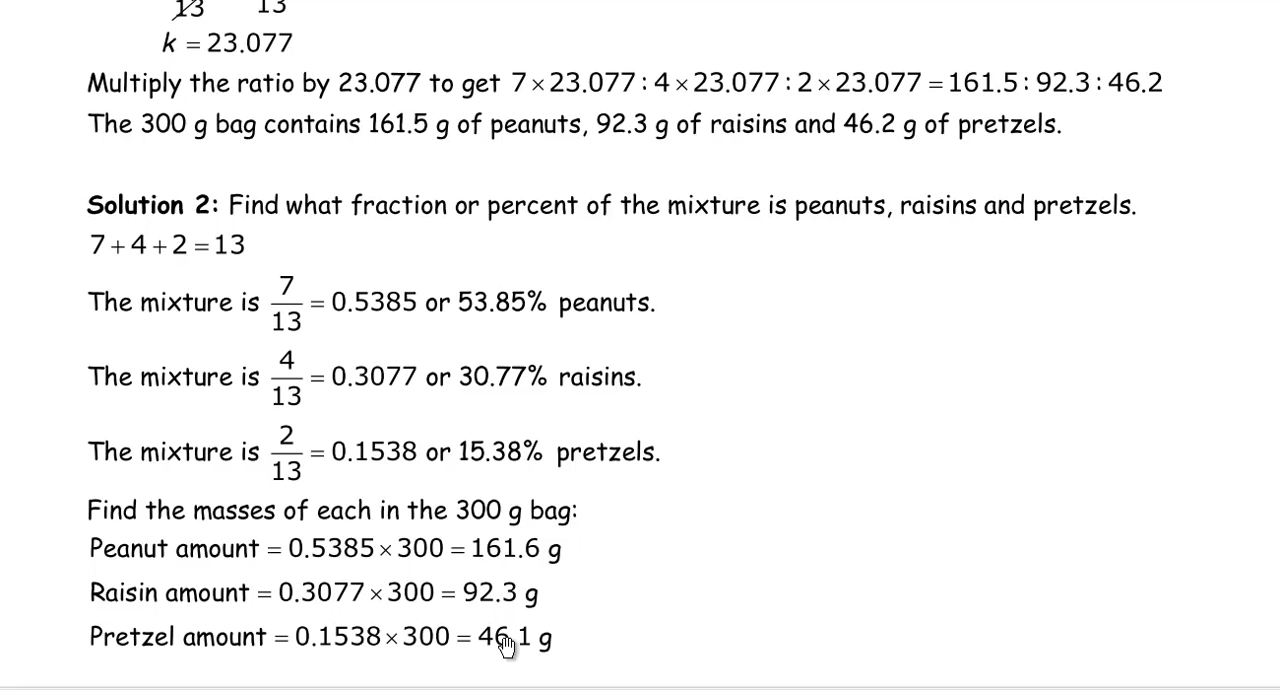 13 13
k = 23.077
Multiply the ratio by 23.077 to get 7 × 23.077 : 4 × 23.077 : 2 × 23.077 = 161.5 : 92.3 : 46.2
The 300 g bag contains 161.5 g of peanuts, 92.3 g of raisins and 46.2 g of pretzels.
Solution 2: Find what fraction or percent of the mixture is peanuts, raisins and pretzels.
7 + 4 + 2 = 13
The mixture is 7/13 = 0.5385 or 53.85% peanuts.
The mixture is 4/13 = 0.3077 or 30.77% raisins.
The mixture is 2/13 = 0.1538 or 15.38% pretzels.
Find the masses of each in the 300 g bag:
Peanut amount = 0.5385 × 300 = 161.6 g
Raisin amount = 0.3077 × 300 = 92.3 g
Pretzel amount = 0.1538 × 300 = 46.1 g